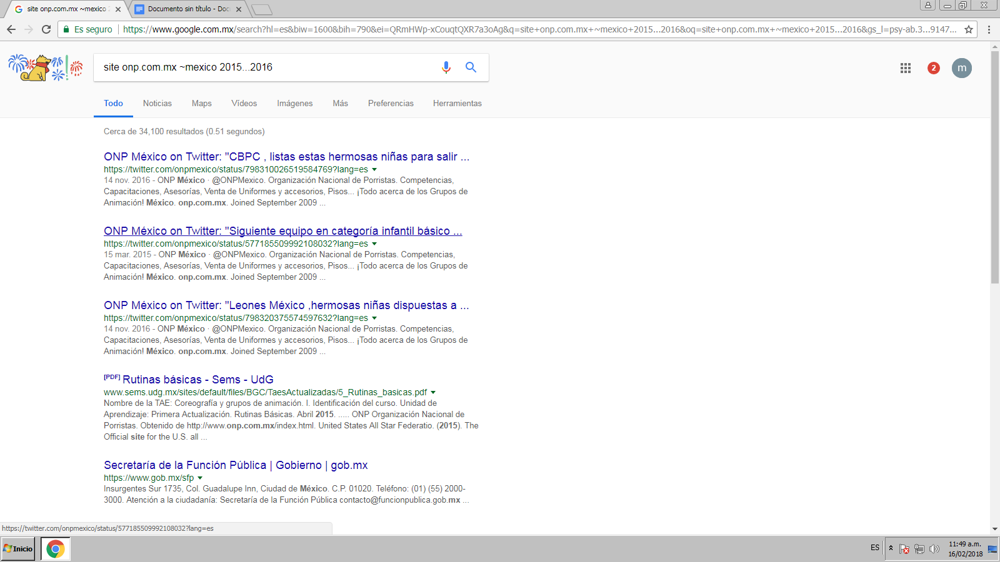 site onp.com.mx ~mexico 2
Documento sin título - Doc
Es seguro
https://www.google.com.mx/search?hl=es&biw=1600&bih=790&ei=QRmHWp-xCouqtQXR7a3oAg&q=site+onp.com.mx+~mexico+2015...2016&oq=site+onp.com.mx+~mexico+2015...2016&gs_l=psy-ab.3...9147...
site onp.com.mx ~mexico 2015...2016
2
m
Todo Noticias Maps Vídeos Imágenes Más Preferencias Herramientas
Cerca de 34,100 resultados (0.51 segundos)
ONP México on Twitter: "CBPC , listas estas hermosas niñas para salir ...
https://twitter.com/onpmexico/status/798310026519584769?lang=es
14 nov. 2016 - ONP México · @ONPMexico. Organización Nacional de Porristas. Competencias,
Capacitaciones, Asesorías, Venta de Uniformes y accesorios, Pisos... ¡Todo acerca de los Grupos de
Animación! México. onp.com.mx. Joined September 2009 ...
ONP México on Twitter: "Siguiente equipo en categoría infantil básico ...
https://twitter.com/onpmexico/status/577185509992108032?lang=es
15 mar. 2015 - ONP México · @ONPMexico. Organización Nacional de Porristas. Competencias,
Capacitaciones, Asesorías, Venta de Uniformes y accesorios, Pisos... ¡Todo acerca de los Grupos de
Animación! México. onp.com.mx. Joined September 2009 ...
ONP México on Twitter: "Leones México ,hermosas niñas dispuestas a ...
https://twitter.com/onpmexico/status/798320375574597632?lang=es
14 nov. 2016 - ONP México · @ONPMexico. Organización Nacional de Porristas. Competencias,
Capacitaciones, Asesorías, Venta de Uniformes y accesorios, Pisos... ¡Todo acerca de los Grupos de
Animación! México. onp.com.mx. Joined September 2009 ...
[PDF] Rutinas básicas - Sems - UdG
www.sems.udg.mx/sites/default/files/BGC/TaesActualizadas/5_Rutinas_basicas.pdf
Nombre de la TAE: Coreografía y grupos de animación. I. Identificación del curso. Unidad de
Aprendizaje: Primera Actualización. Rutinas Básicas. Abril 2015. ..... ONP Organización Nacional de
Porristas. Obtenido de http://www.onp.com.mx/index.html. United States All Star Federatio. (2015). The
Official site for the U.S. all ...
Secretaría de la Función Pública | Gobierno | gob.mx
https://www.gob.mx/sfp
Insurgentes Sur 1735, Col. Guadalupe Inn, Ciudad de México. C.P. 01020. Teléfono: (01) (55) 2000-
3000. Atención a la ciudadanía: Secretaría de la Función Pública contacto@funcionpublica.gob.mx ...
https://twitter.com/onpmexico/status/577185509992108032?lang=es
Inicio
ES
11:49 a.m.
16/02/2018